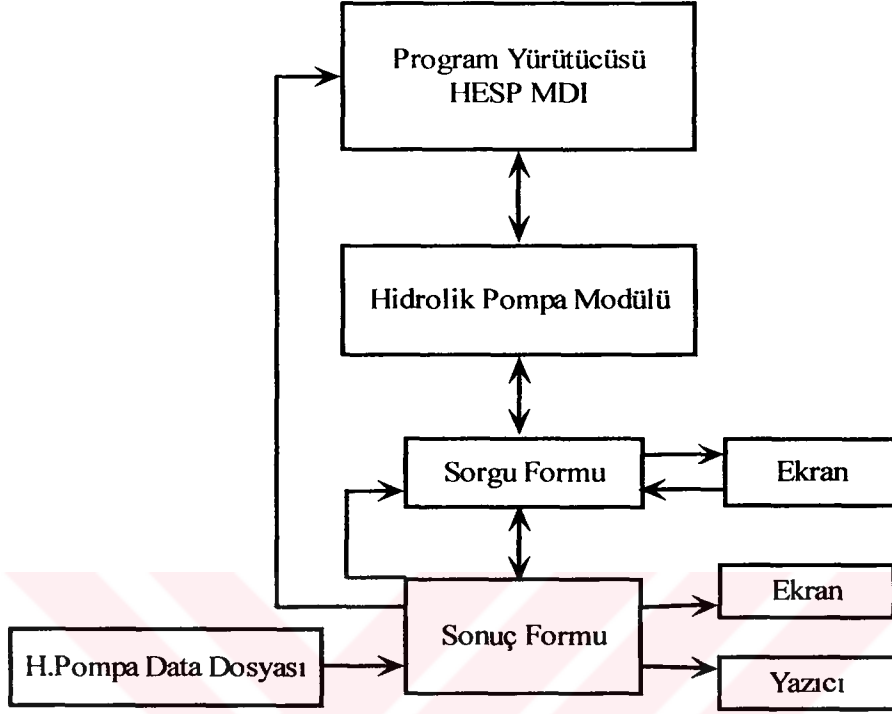 Program Yürütücüsü
HESP MDI
Hidrolik Pompa Modülü
Sorgu Formu
Ekran
Ekran
Sonuç Formu
H.Pompa Data Dosyası
Yazıcı